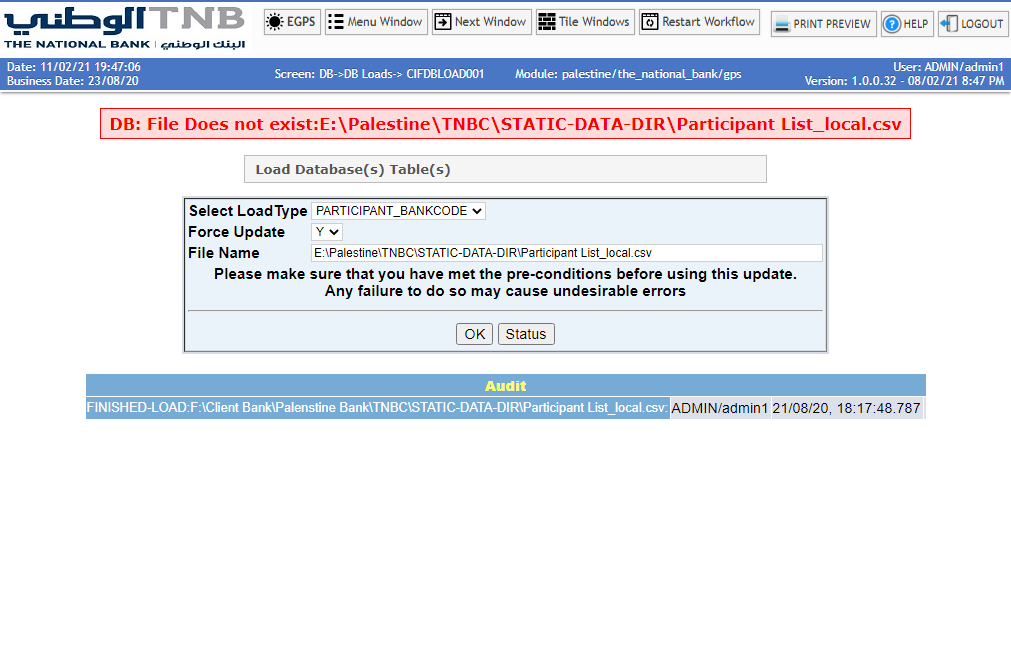 الوطني TNB
THE NATIONAL BANK | البنك الوطني
EGPS
Menu Window
Next Window
Tile Windows
Restart Workflow
PRINT PREVIEW
HELP
LOGOUT
Date: 11/02/21 19:47:06
Business Date: 23/08/20
Screen: DB->DB Loads-> CIFDBLOAD001
Module: palestine/the_national_bank/gps
User: ADMIN/admin1
Version: 1.0.0.32 - 08/02/21 8:47 PM
DB: File Does not exist:E:\Palestine\TNBC\STATIC-DATA-DIR\Participant List_local.csv
Load Database(s) Table(s)
Select LoadType PARTICIPANT_BANKCODE
Force Update Y
File Name E:\Palestine\TNBC\STATIC-DATA-DIR\Participant List_local.csv
Please make sure that you have met the pre-conditions before using this update.
Any failure to do so may cause undesirable errors
OK Status
Audit
FINISHED-LOAD:F:\Client Bank\Palenstine Bank\TNBC\STATIC-DATA-DIR\Participant List_local.csv: ADMIN/admin1 21/08/20, 18:17:48.787